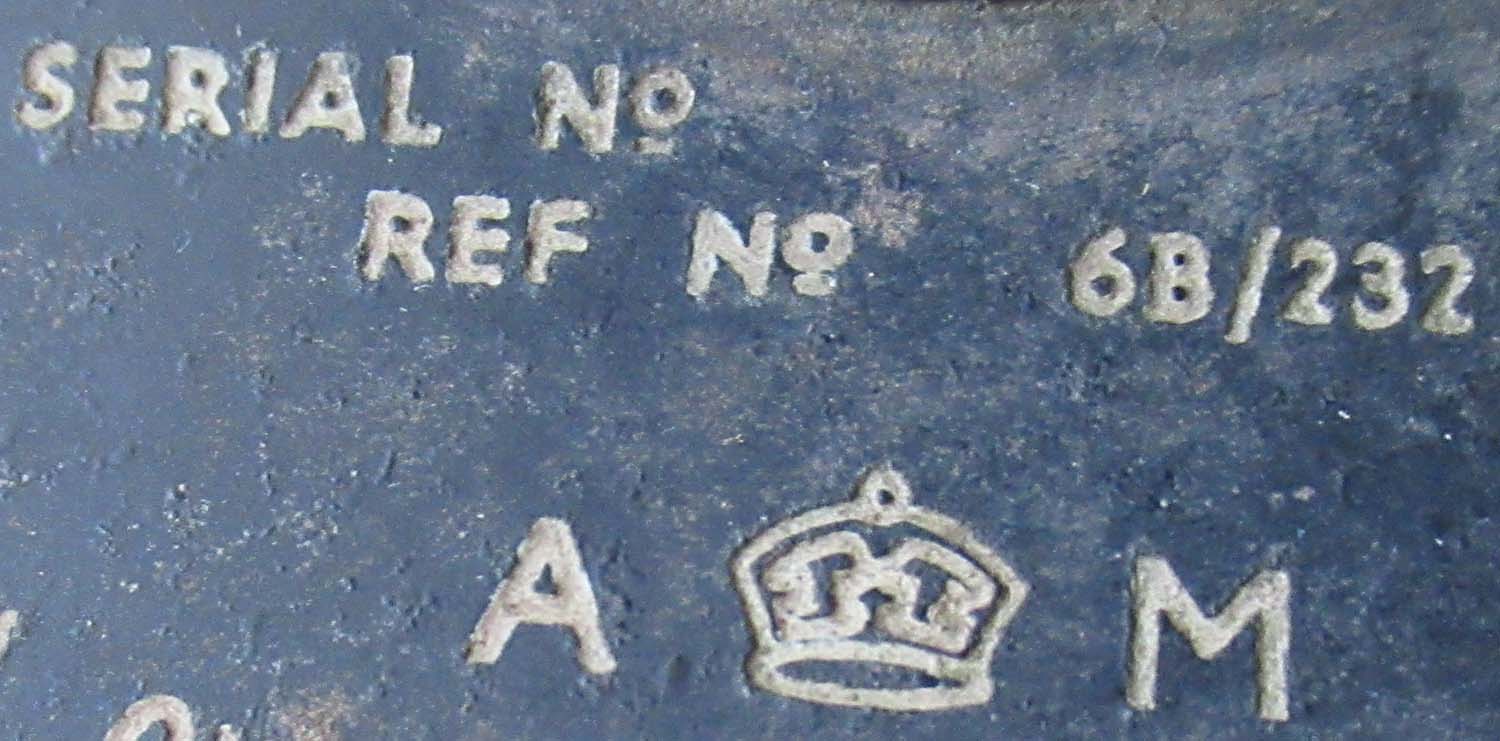 SERIAL Nº
REF Nº 6B/232
A M